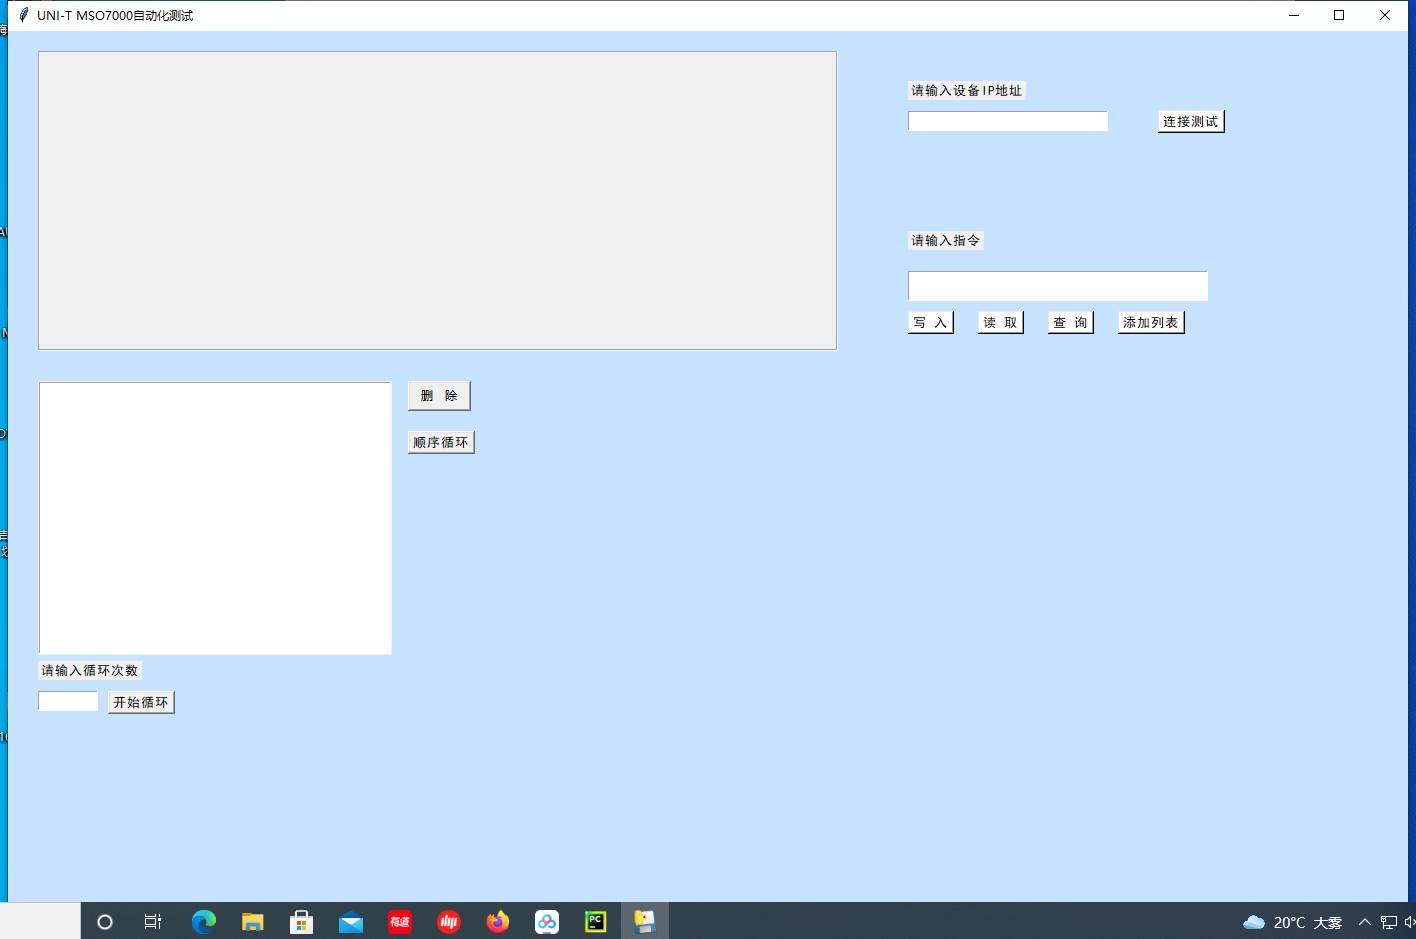 UNI-T MSO7000自动化测试
请输入设备IP地址
连接测试
请输入指令
写 入
读 取
查 询
添加列表
删 除
顺序循环
请输入循环次数
开始循环
有道
PC
20°C 大雾